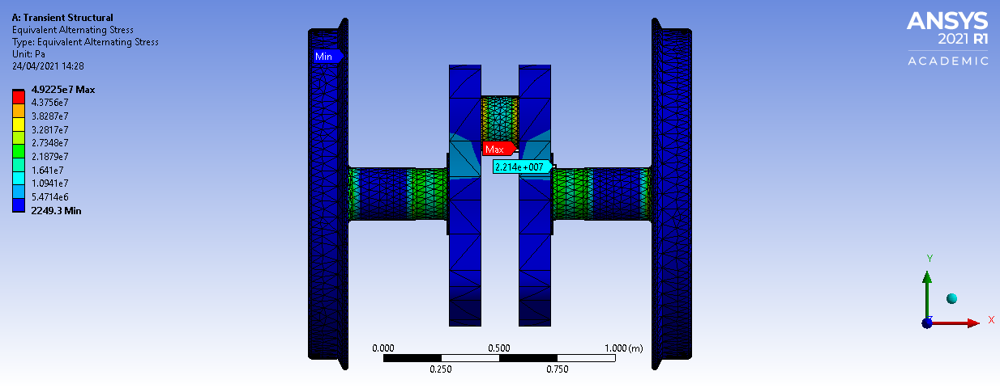 A: Transient Structural
Equivalent Alternating Stress
Type: Equivalent Alternating Stress
Unit: Pa
24/04/2021 14:28
4.9225e7 Max
4.3756e7
3.8287e7
3.2817e7
2.7348e7
2.1879e7
1.641e7
1.0941e7
5.4714e6
2249.3 Min
ANSYS
2021 R1
ACADEMIC
Min
Max
2.214e+007
0.000
0.500
1.000 (m)
0.250
0.750
Y
X